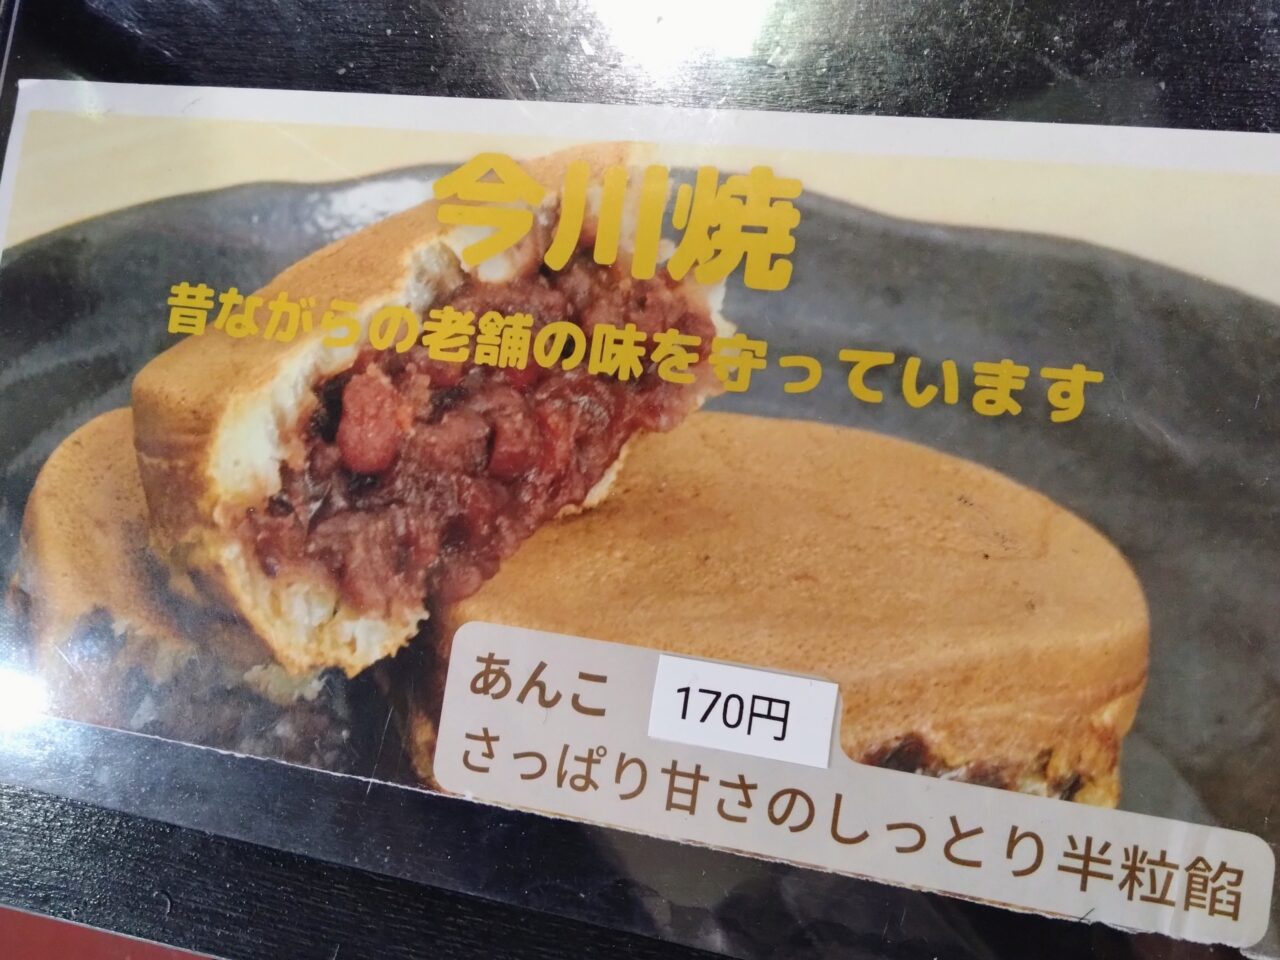 今川焼
昔ながらの老舗の味を守っています
あんこ 170円
さっぱり甘さのしっとり半粒餡